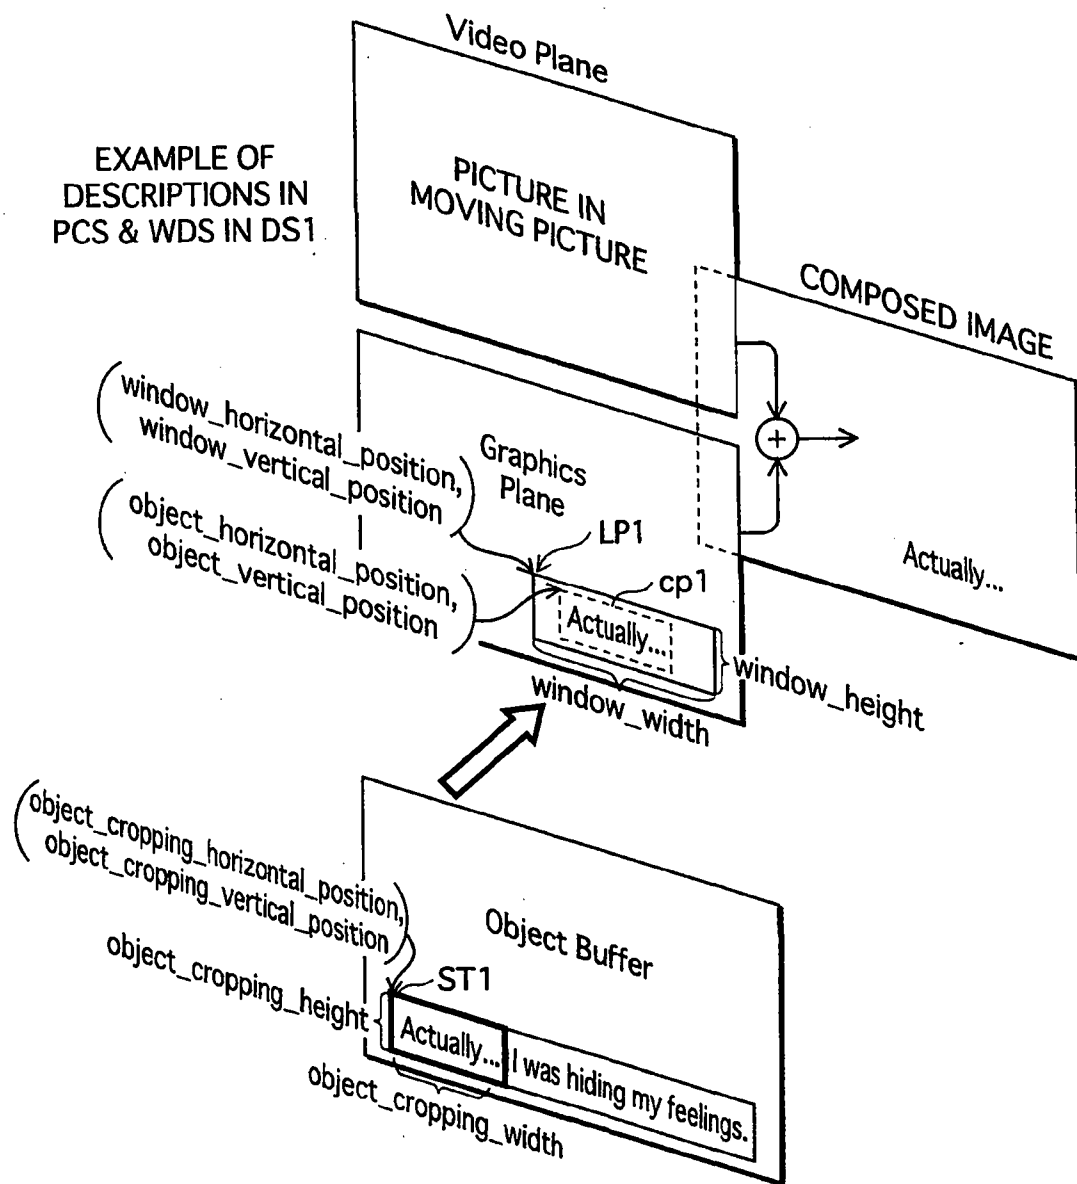 Video Plane
EXAMPLE OF
DESCRIPTIONS IN
PCS & WDS IN DS1
PICTURE IN
MOVING PICTURE
COMPOSED IMAGE
(window_horizontal_position,
window_vertical_position)
Graphics
Plane
(object_horizontal_position,
object_vertical_position)
LP1
cp1
+
Actually...
Actually...
window_height
window_width
(object_cropping_horizontal_position,
object_cropping_vertical_position)
Object Buffer
object_cropping_height
ST1
Actually...
I was hiding my feelings.
object_cropping_width